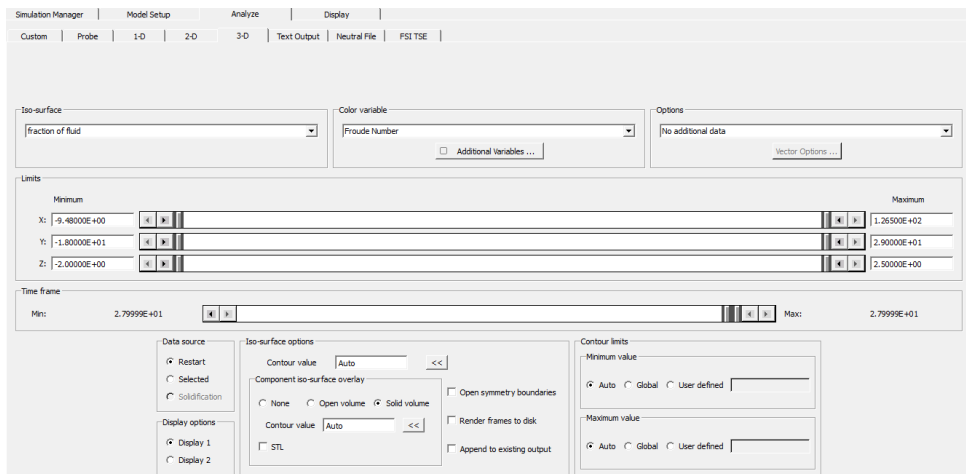 Simulation Manager Model Setup Analyze Display
Custom Probe 1-D 2-D 3-D Text Output Neutral File FSI TSE
Iso-surface Color variable Options
fraction of fluid Froude Number No additional data
Additional Variables ... Vector Options ...
Limits
Minimum Maximum
X: -9.48000E+00 1.26500E+02
Y: -1.80000E+01 2.90000E+01
Z: -2.00000E+00 2.50000E+00
Time frame
Min: 2.79999E+01 Max: 2.79999E+01
Data source
Restart
Selected
Solidification
Display options
Display 1
Display 2
Iso-surface options
Contour value Auto <<
Component iso-surface overlay
None Open volume Solid volume
Contour value Auto <<
STL
Open symmetry boundaries
Render frames to disk
Append to existing output
Contour limits
Minimum value
Auto Global User defined
Maximum value
Auto Global User defined